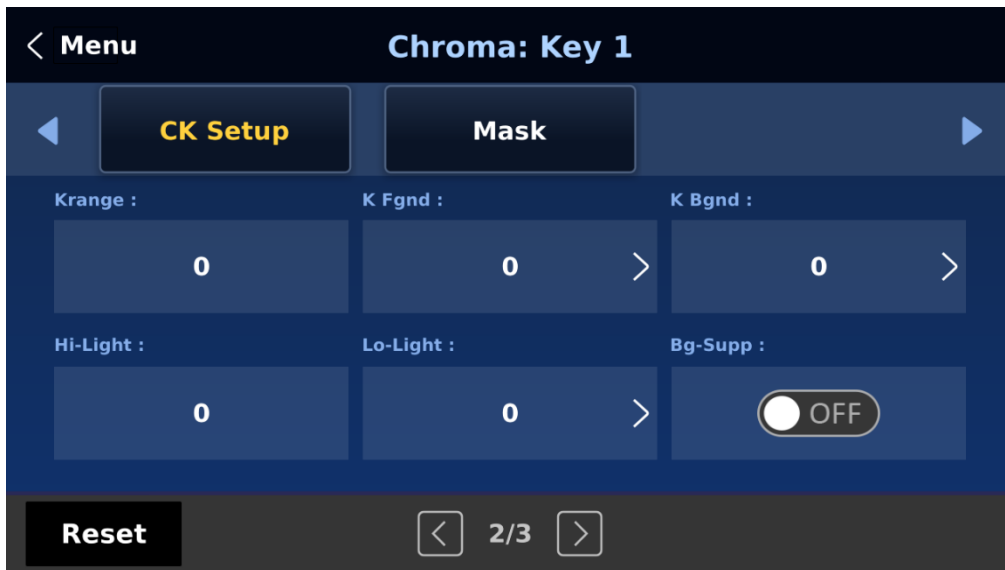 Menu
Chroma: Key 1
CK Setup
Mask
Krange :
K Fgnd :
K Bgnd :
0
0
0
Hi-Light :
Lo-Light :
Bg-Supp :
0
0
OFF
Reset
2/3